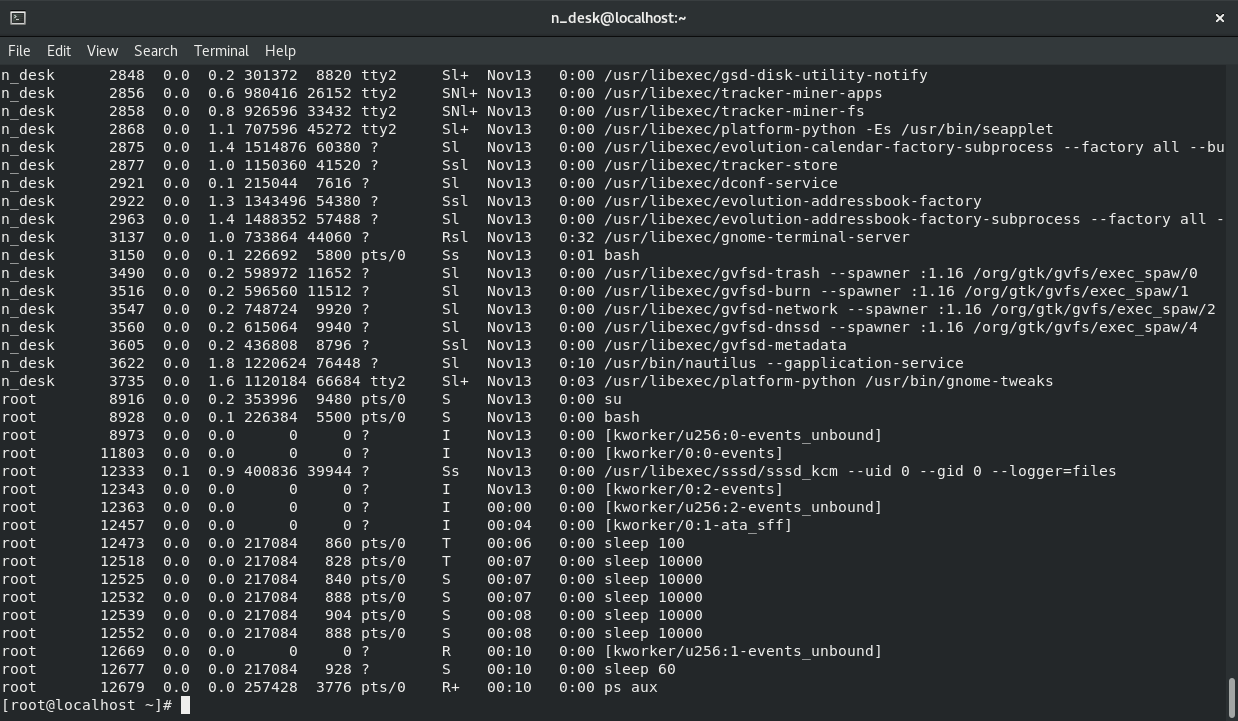 n_desk@localhost:~
File Edit View Search Terminal Help
n_desk      2848  0.0  0.2 301372  8820 tty2     Sl+  Nov13   0:00 /usr/libexec/gsd-disk-utility-notify
n_desk      2856  0.0  0.6 980416 26152 tty2     SNl+ Nov13   0:00 /usr/libexec/tracker-miner-apps
n_desk      2858  0.0  0.8 926596 33432 tty2     SNl+ Nov13   0:00 /usr/libexec/tracker-miner-fs
n_desk      2868  0.0  1.1 707596 45272 tty2     Sl+  Nov13   0:00 /usr/libexec/platform-python -Es /usr/bin/seapplet
n_desk      2875  0.0  1.4 1514876 60380 ?       Sl   Nov13   0:00 /usr/libexec/evolution-calendar-factory-subprocess --factory all --bu
n_desk      2877  0.0  1.0 1150360 41520 ?       Ssl  Nov13   0:00 /usr/libexec/tracker-store
n_desk      2921  0.0  0.1 215044  7616 ?        Sl   Nov13   0:00 /usr/libexec/dconf-service
n_desk      2922  0.0  1.3 1343496 54380 ?       Ssl  Nov13   0:00 /usr/libexec/evolution-addressbook-factory
n_desk      2963  0.0  1.4 1488352 57488 ?       Sl   Nov13   0:00 /usr/libexec/evolution-addressbook-factory-subprocess --factory all -
n_desk      3137  0.0  1.0 733864 44060 ?        Rsl  Nov13   0:32 /usr/libexec/gnome-terminal-server
n_desk      3150  0.0  0.1 226692  5800 pts/0    Ss   Nov13   0:01 bash
n_desk      3490  0.0  0.2 598972 11652 ?        Sl   Nov13   0:00 /usr/libexec/gvfsd-trash --spawner :1.16 /org/gtk/gvfs/exec_spaw/0
n_desk      3516  0.0  0.2 596560 11512 ?        Sl   Nov13   0:00 /usr/libexec/gvfsd-burn --spawner :1.16 /org/gtk/gvfs/exec_spaw/1
n_desk      3547  0.0  0.2 748724  9920 ?        Sl   Nov13   0:00 /usr/libexec/gvfsd-network --spawner :1.16 /org/gtk/gvfs/exec_spaw/2
n_desk      3560  0.0  0.2 615064  9940 ?        Sl   Nov13   0:00 /usr/libexec/gvfsd-dnssd --spawner :1.16 /org/gtk/gvfs/exec_spaw/4
n_desk      3605  0.0  0.2 436808  8796 ?        Ssl  Nov13   0:00 /usr/libexec/gvfsd-metadata
n_desk      3622  0.0  1.8 1220624 76448 ?       Sl   Nov13   0:10 /usr/bin/nautilus --gapplication-service
n_desk      3735  0.0  1.6 1120184 66684 tty2    Sl+  Nov13   0:03 /usr/libexec/platform-python /usr/bin/gnome-tweaks
root        8916  0.0  0.2 353996  9480 pts/0    S    Nov13   0:00 su
root        8928  0.0  0.1 226384  5500 pts/0    S    Nov13   0:00 bash
root        8973  0.0  0.0      0     0 ?        I    Nov13   0:00 [kworker/u256:0-events_unbound]
root       11803  0.0  0.0      0     0 ?        I    Nov13   0:00 [kworker/0:0-events]
root       12333  0.1  0.9 400836 39944 ?        Ss   Nov13   0:00 /usr/libexec/sssd/sssd_kcm --uid 0 --gid 0 --logger=files
root       12343  0.0  0.0      0     0 ?        I    Nov13   0:00 [kworker/0:2-events]
root       12363  0.0  0.0      0     0 ?        I    00:00   0:00 [kworker/u256:2-events_unbound]
root       12457  0.0  0.0      0     0 ?        I    00:04   0:00 [kworker/0:1-ata_sff]
root       12473  0.0  0.0 217084   860 pts/0    T    00:06   0:00 sleep 100
root       12518  0.0  0.0 217084   828 pts/0    T    00:07   0:00 sleep 10000
root       12525  0.0  0.0 217084   840 pts/0    S    00:07   0:00 sleep 10000
root       12532  0.0  0.0 217084   888 pts/0    S    00:07   0:00 sleep 10000
root       12539  0.0  0.0 217084   904 pts/0    S    00:08   0:00 sleep 10000
root       12552  0.0  0.0 217084   888 pts/0    S    00:08   0:00 sleep 10000
root       12669  0.0  0.0      0     0 ?        R    00:10   0:00 [kworker/u256:1-events_unbound]
root       12677  0.0  0.0 217084   928 ?        S    00:10   0:00 sleep 60
root       12679  0.0  0.0 257428  3776 pts/0    R+   00:10   0:00 ps aux
[root@localhost ~]#